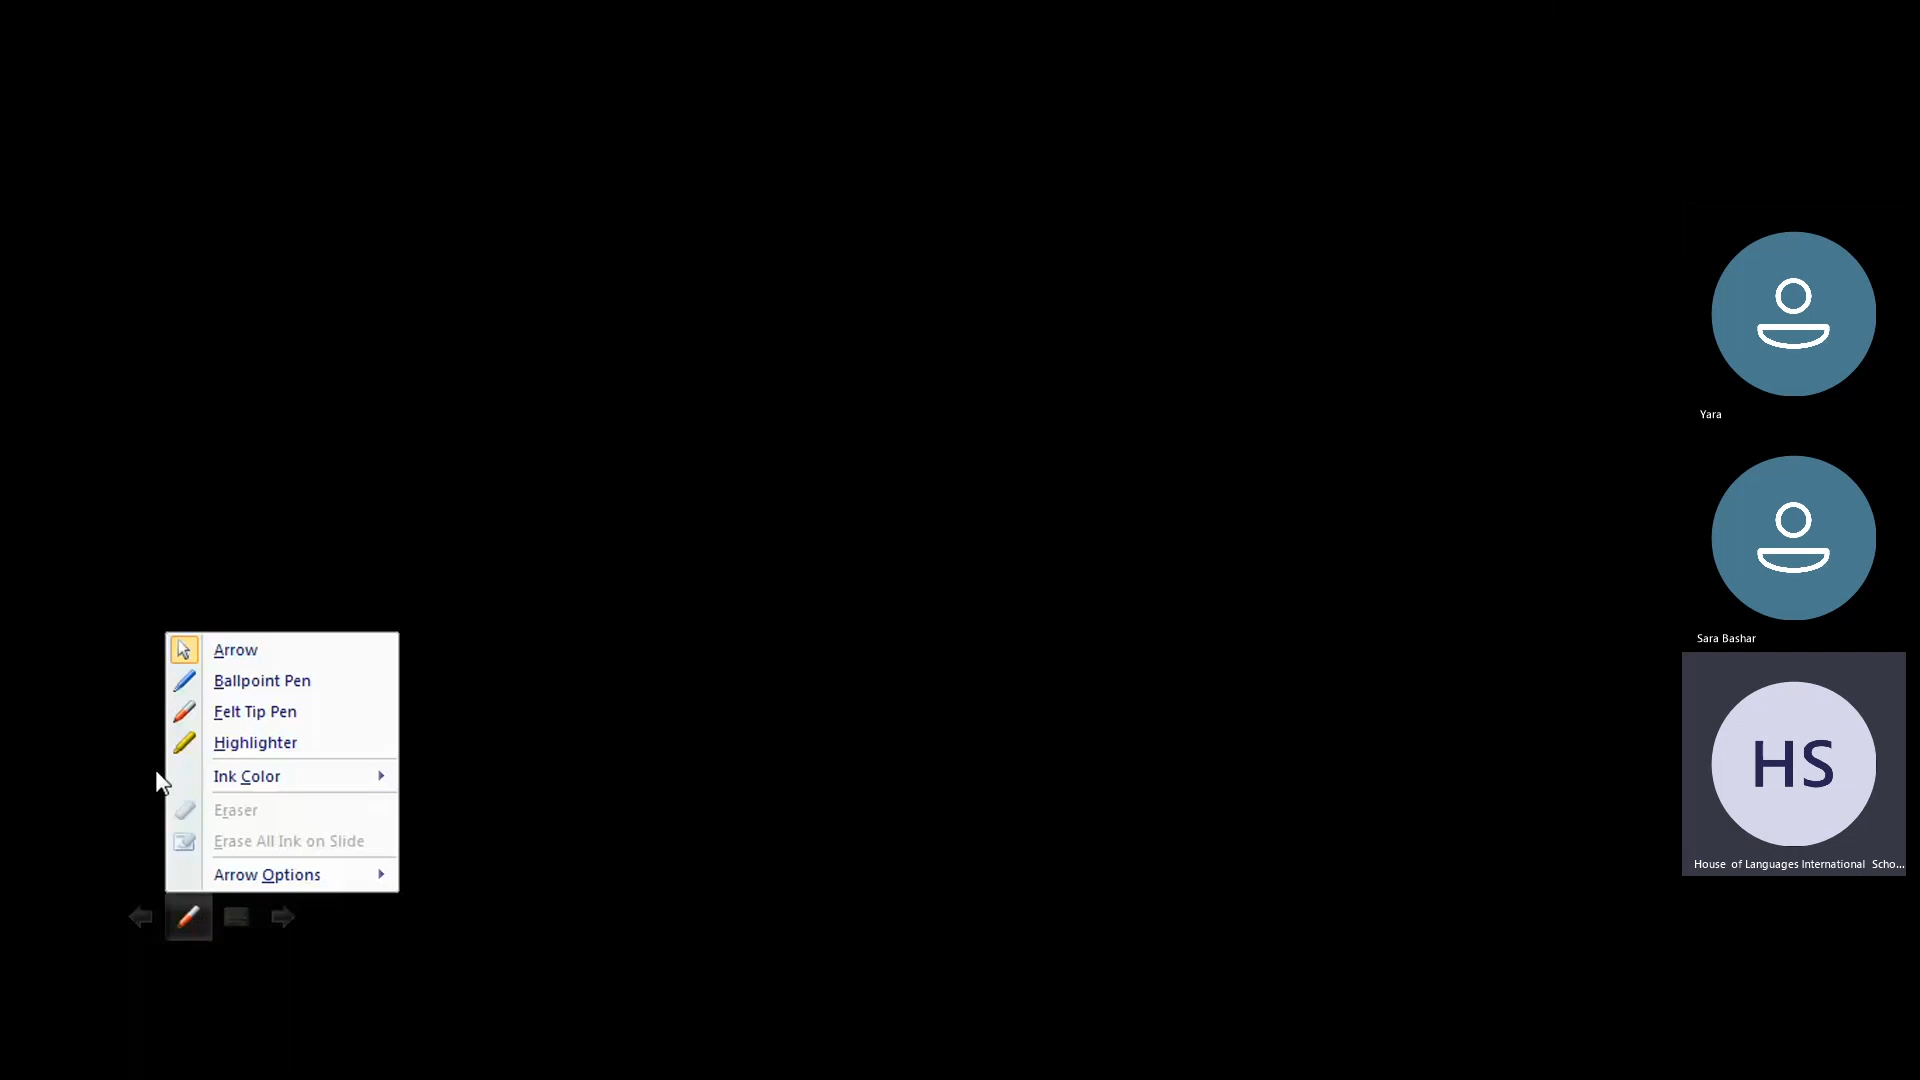 Yara
Sara Bashar
HS
House of Languages International Scho...
Arrow
Ballpoint Pen
Felt Tip Pen
Highlighter
Ink Color
Eraser
Erase All Ink on Slide
Arrow Options